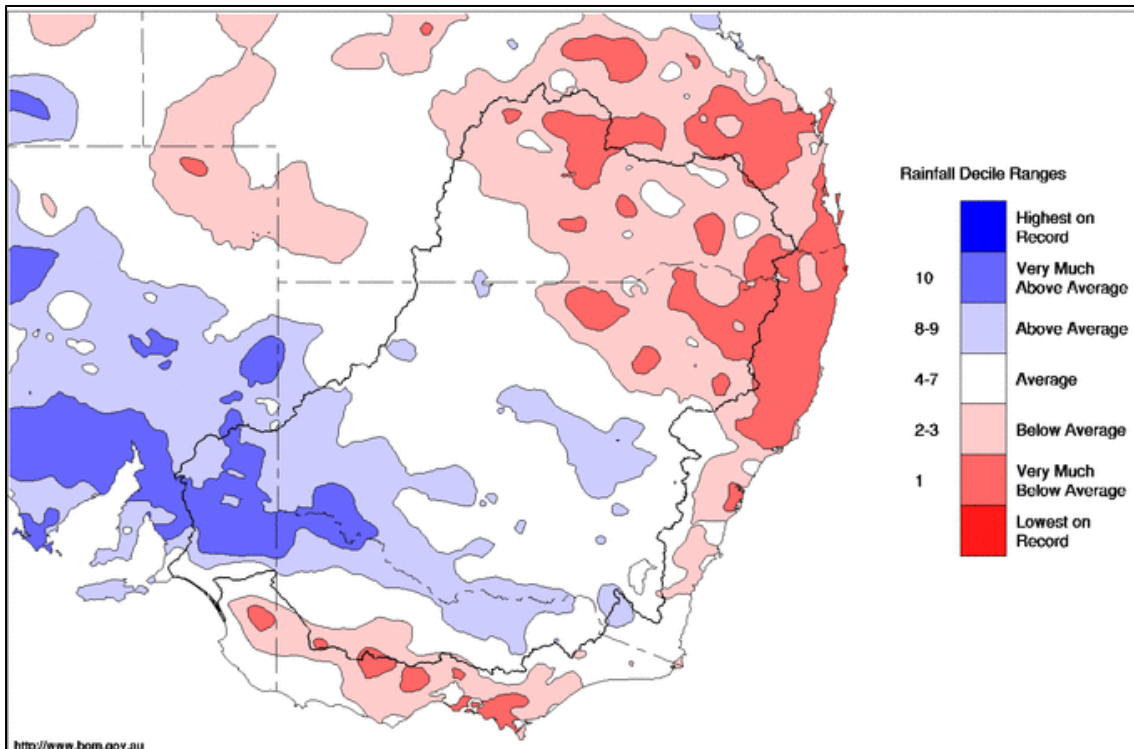 Rainfall Decile Ranges
Highest on
Record
10
Very Much
Above Average
8-9
Above Average
4-7
Average
2-3
Below Average
1
Very Much
Below Average
Lowest on
Record
http://www.bom.gov.au